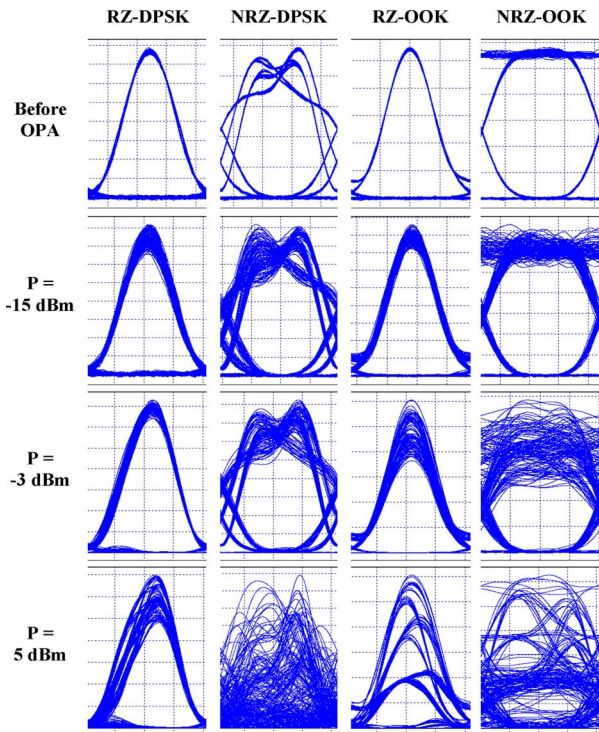 RZ-DPSK NRZ-DPSK RZ-OOK NRZ-OOK
Before
OPA
P =
-15 dBm
P =
-3 dBm
P =
5 dBm